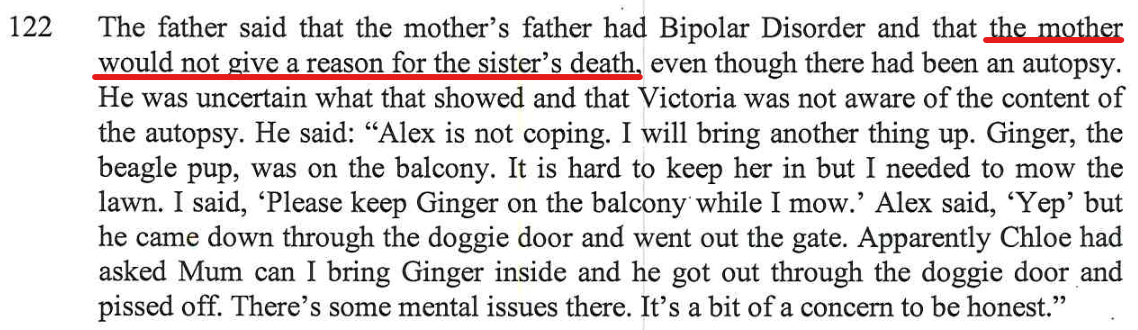 122 The father said that the mother's father had Bipolar Disorder and that the mother
would not give a reason for the sister's death, even though there had been an autopsy.
He was uncertain what that showed and that Victoria was not aware of the content of
the autopsy. He said: “Alex is not coping. I will bring another thing up. Ginger, the
beagle pup, was on the balcony. It is hard to keep her in but I needed to mow the
lawn. I said, ‘Please keep Ginger on the balcony while I mow.’ Alex said, ‘Yep’ but
he came down through the doggie door and went out the gate. Apparently Chloe had
asked Mum can I bring Ginger inside and he got out through the doggie door and
pissed off. There's some mental issues there. It's a bit of a concern to be honest.”